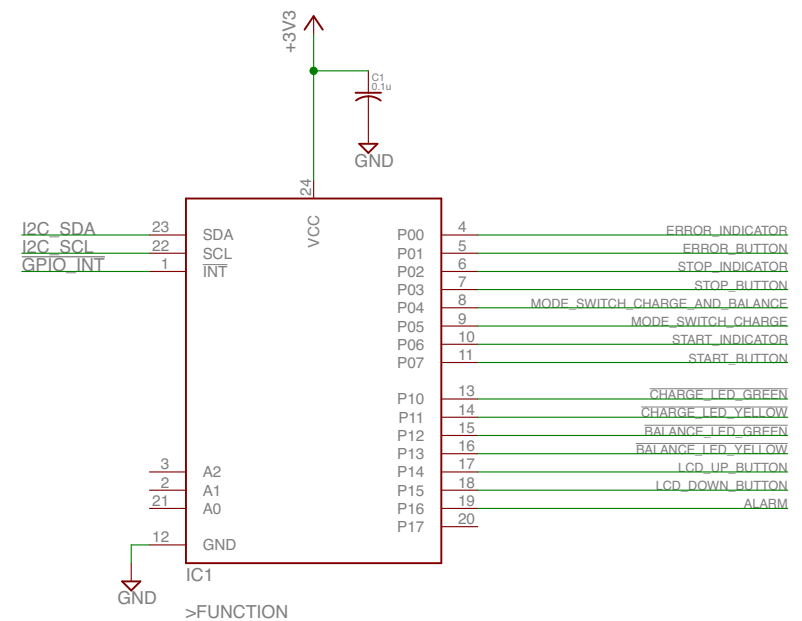 +3V3
C1
0.1u
GND
24
VCC
I2C_SDA 23 SDA
I2C_SCL 22 SCL
GPIO_INT 1 INT
P00 4 ERROR_INDICATOR
P01 5 ERROR_BUTTON
P02 6 STOP_INDICATOR
P03 7 STOP_BUTTON
P04 8 MODE_SWITCH_CHARGE_AND_BALANCE
P05 9 MODE_SWITCH_CHARGE
P06 10 START_INDICATOR
P07 11 START_BUTTON
P10 13 CHARGE_LED_GREEN
P11 14 CHARGE_LED_YELLOW
P12 15 BALANCE_LED_GREEN
P13 16 BALANCE_LED_YELLOW
P14 17 LCD_UP_BUTTON
P15 18 LCD_DOWN_BUTTON
P16 19 ALARM
P17 20
3 A2
2 A1
21 A0
12 GND
GND
IC1
>FUNCTION